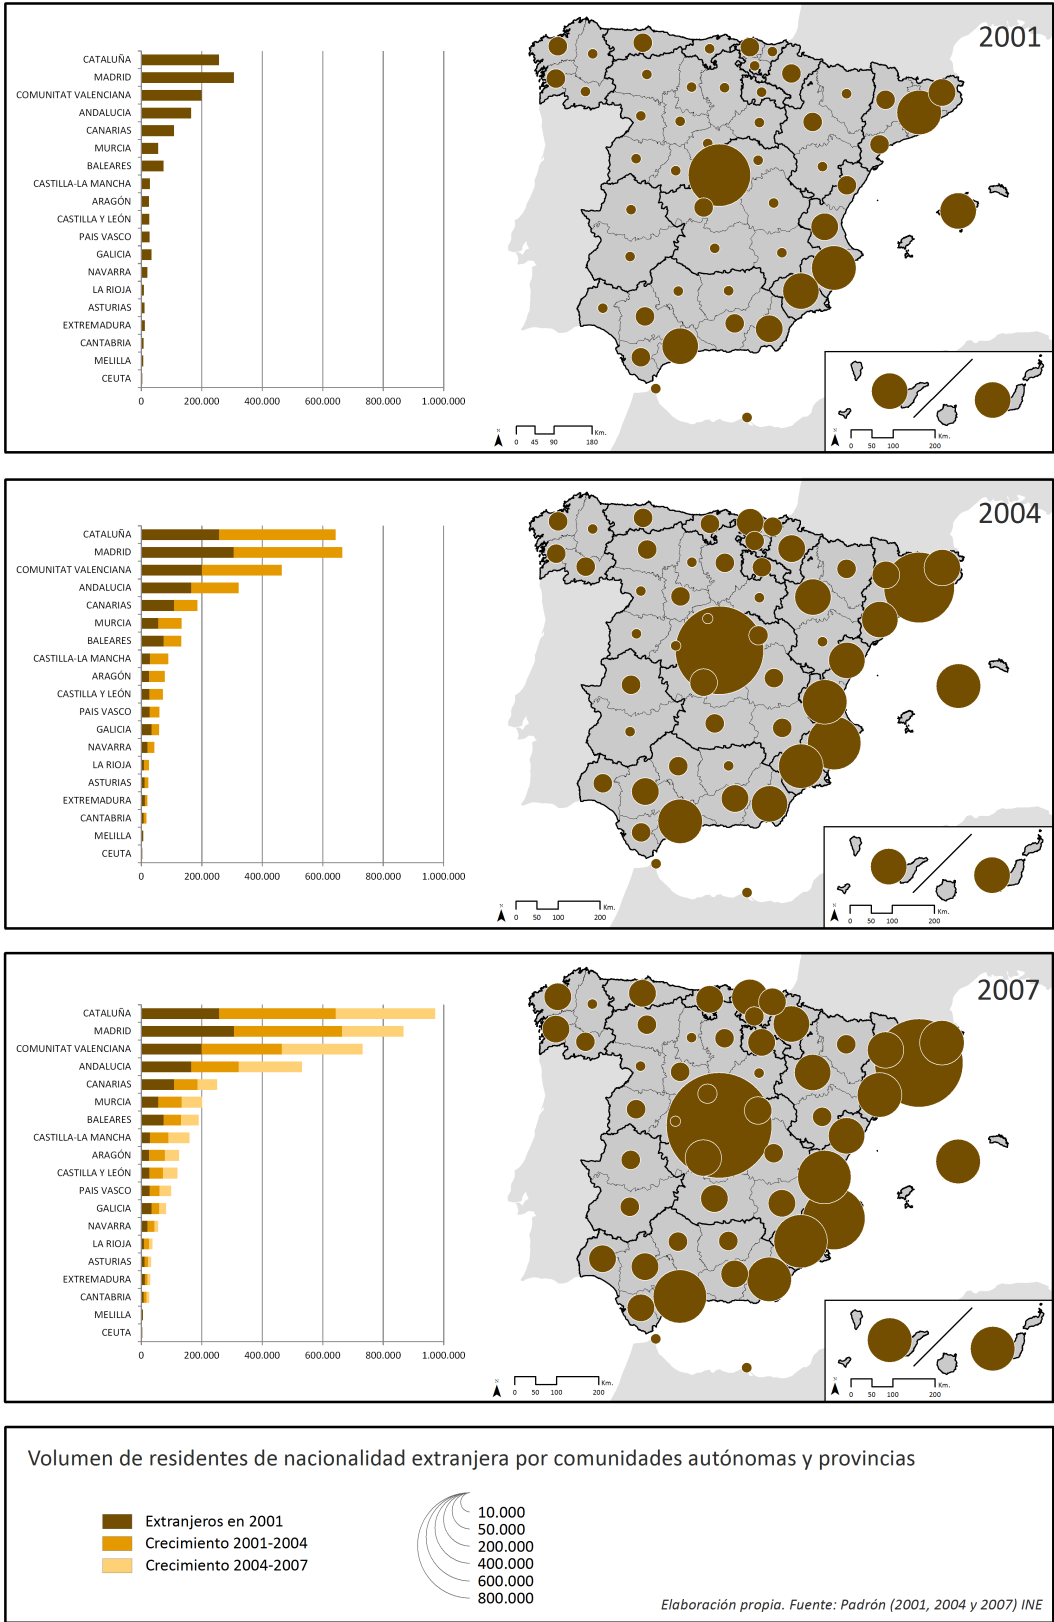 2001
CATALUÑA
MADRID
COMUNITAT VALENCIANA
ANDALUCIA
CANARIAS
MURCIA
BALEARES
CASTILLA-LA MANCHA
ARAGÓN
CASTILLA Y LEÓN
PAIS VASCO
GALICIA
NAVARRA
LA RIOJA
ASTURIAS
EXTREMADURA
CANTABRIA
MELILLA
CEUTA
0 200.000 400.000 600.000 800.000 1.000.000
N
0 45 90 180 Km.
N
0 50 100 200 Km.
2004
CATALUÑA
MADRID
COMUNITAT VALENCIANA
ANDALUCIA
CANARIAS
MURCIA
BALEARES
CASTILLA-LA MANCHA
ARAGÓN
CASTILLA Y LEÓN
PAIS VASCO
GALICIA
NAVARRA
LA RIOJA
ASTURIAS
EXTREMADURA
CANTABRIA
MELILLA
CEUTA
0 200.000 400.000 600.000 800.000 1.000.000
N
0 50 100 200 Km.
N
0 50 100 200 Km.
2007
CATALUÑA
MADRID
COMUNITAT VALENCIANA
ANDALUCIA
CANARIAS
MURCIA
BALEARES
CASTILLA-LA MANCHA
ARAGÓN
CASTILLA Y LEÓN
PAIS VASCO
GALICIA
NAVARRA
LA RIOJA
ASTURIAS
EXTREMADURA
CANTABRIA
MELILLA
CEUTA
0 200.000 400.000 600.000 800.000 1.000.000
N
0 50 100 200 Km.
N
0 50 100 200 Km.
Volumen de residentes de nacionalidad extranjera por comunidades autónomas y provincias
Extranjeros en 2001
Crecimiento 2001-2004
Crecimiento 2004-2007
10.000
50.000
200.000
400.000
600.000
800.000
Elaboración propia. Fuente: Padrón (2001, 2004 y 2007) INE